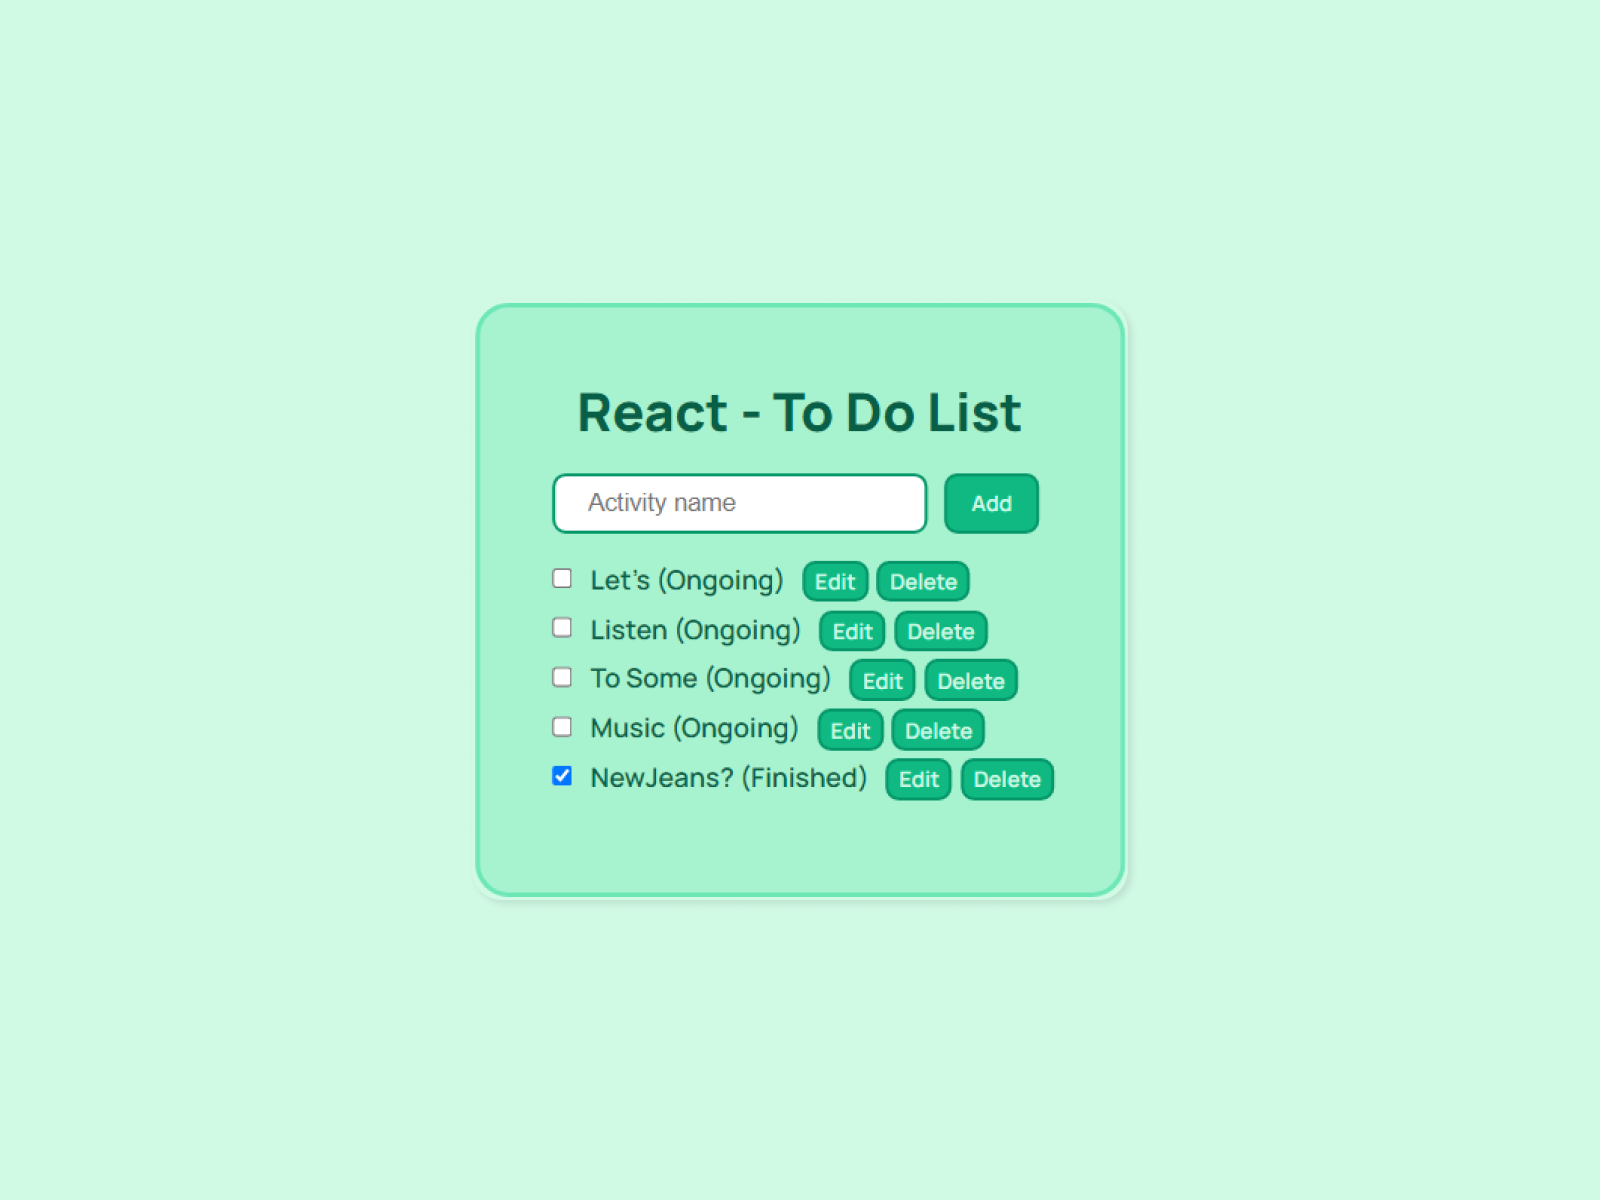 React - To Do List
Activity name Add
Let's (Ongoing) Edit Delete
Listen (Ongoing) Edit Delete
To Some (Ongoing) Edit Delete
Music (Ongoing) Edit Delete
NewJeans? (Finished) Edit Delete